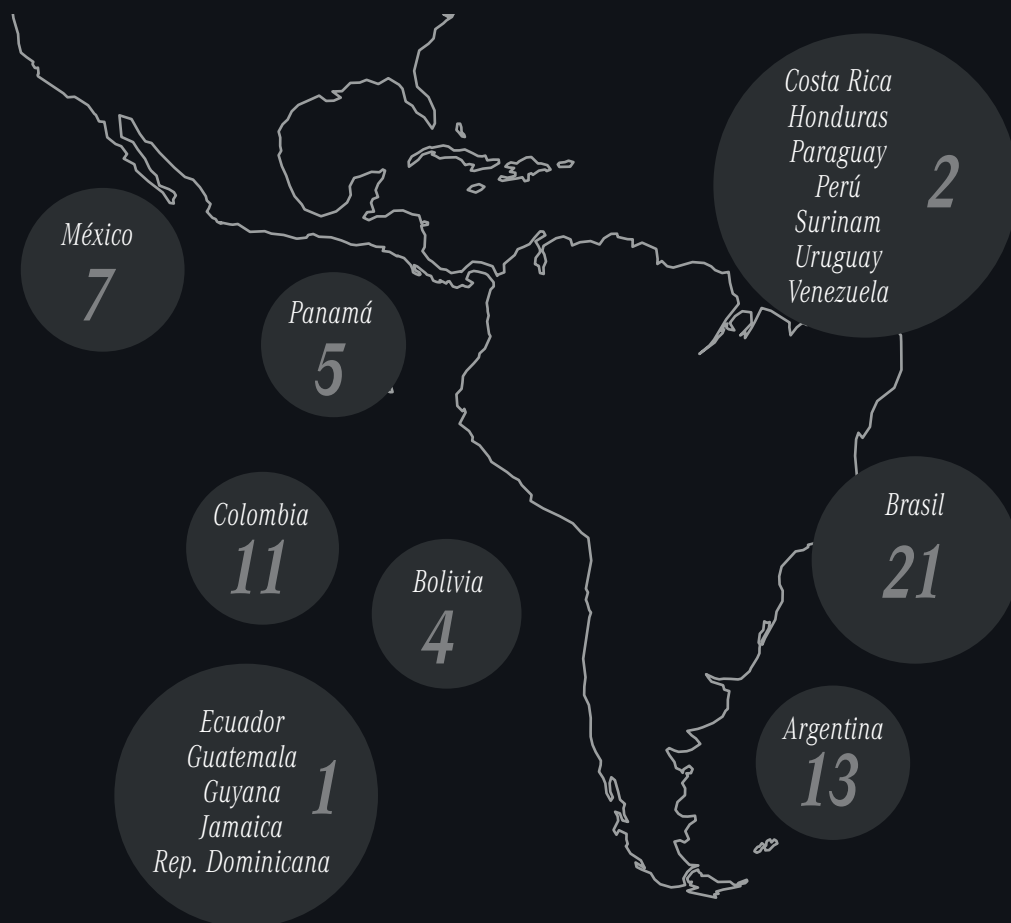 Costa Rica
Honduras
Paraguay
Perú
Surinam
Uruguay
Venezuela
2
México
7
Panamá
5
Colombia
11
Bolivia
4
Brasil
21
Ecuador
Guatemala
Guyana
Jamaica
Rep. Dominicana
1
Argentina
13